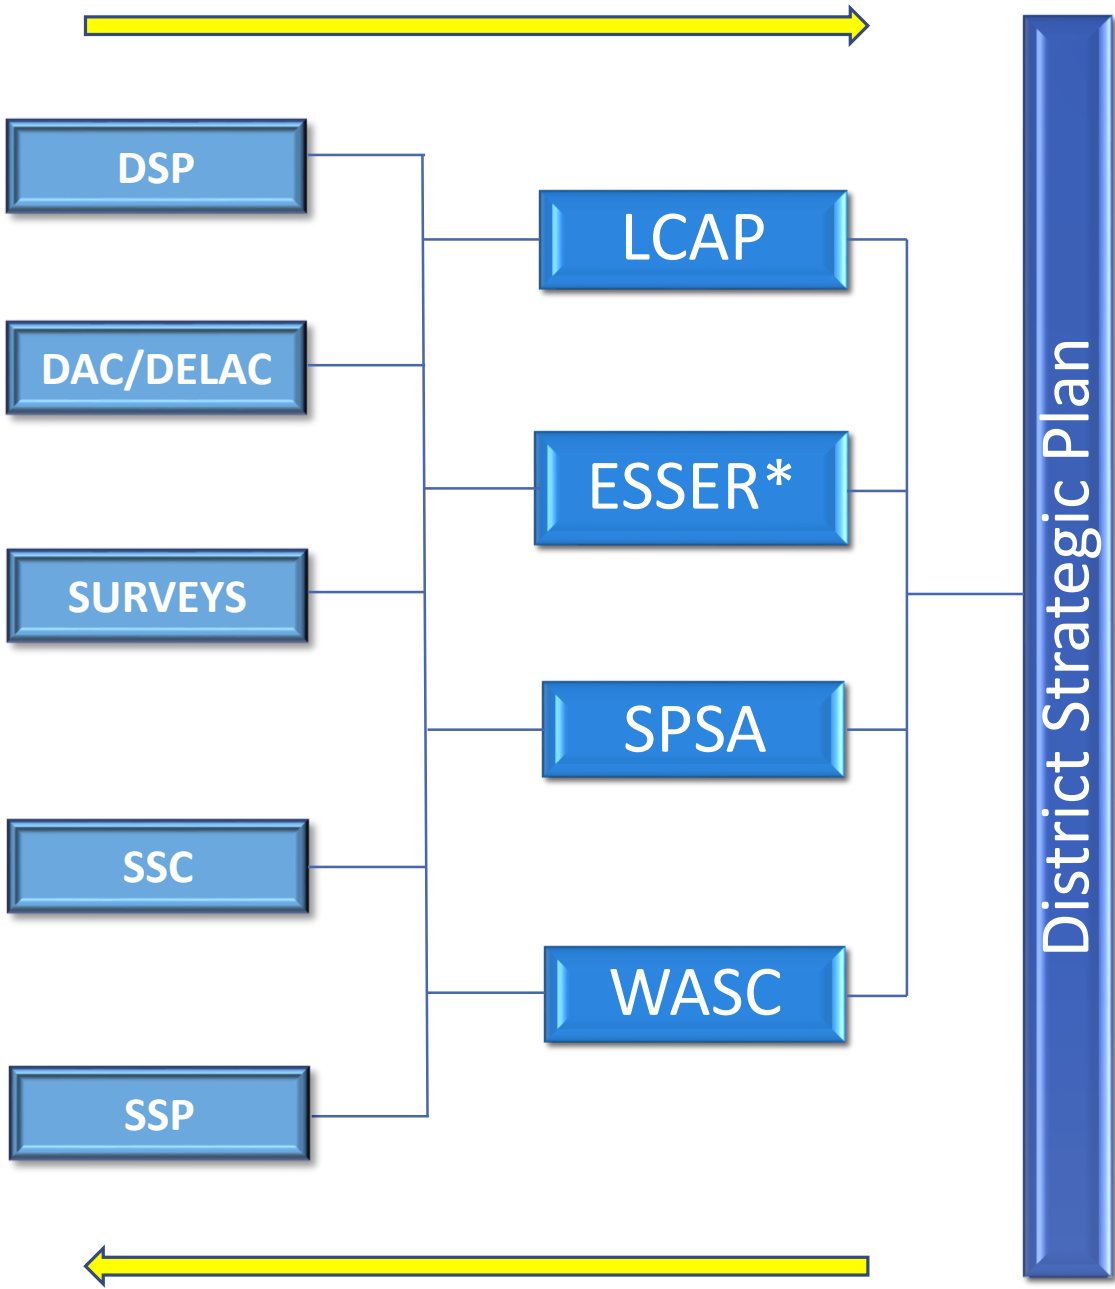 DSP
DAC/DELAC
SURVEYS
SSC
SSP
LCAP
ESSER*
SPSA
WASC
District Strategic Plan